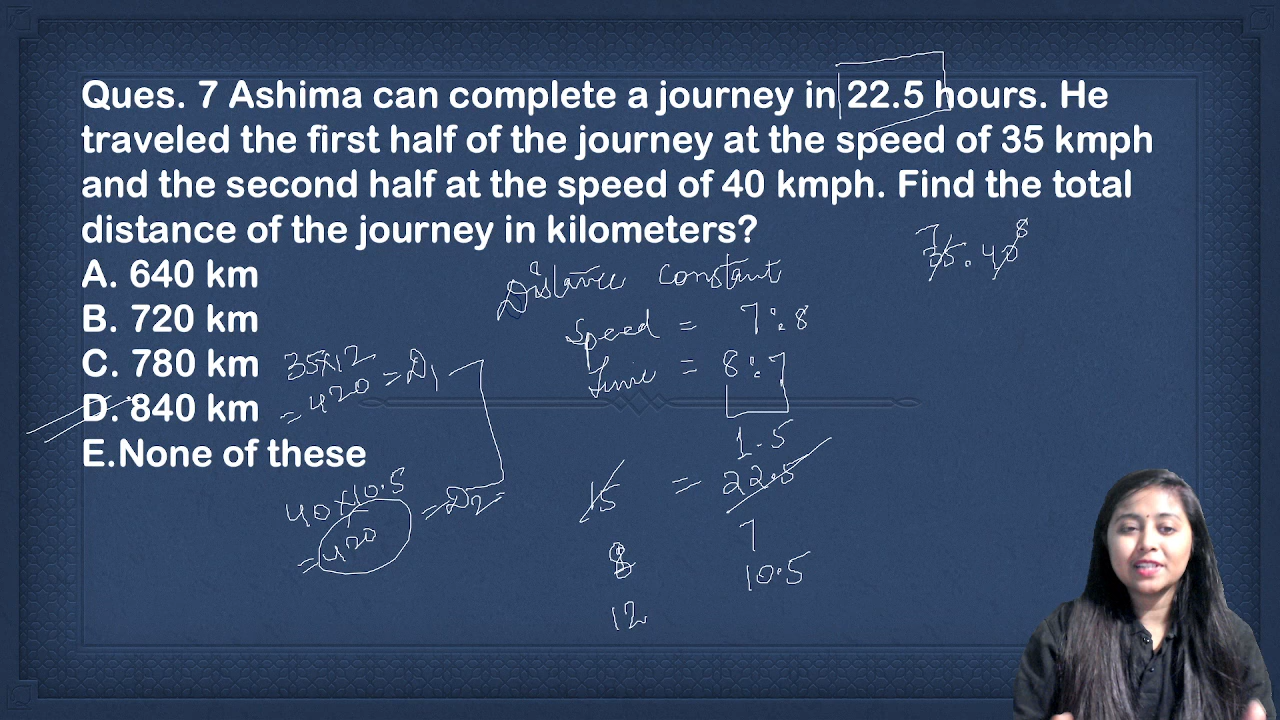 Ques. 7 Ashima can complete a journey in 22.5 hours. He
traveled the first half of the journey at the speed of 35 kmph
and the second half at the speed of 40 kmph. Find the total
distance of the journey in kilometers?
A. 640 km
B. 720 km
C. 780 km
D. 840 km
E.None of these
7 8
35 : 40
Distance constant
Speed = 7:8
Time = 8:7
35×12
= 420 = D1
1.5
15 = 22.5
40×10.5
= 420 = D2
8 7
12 10.5